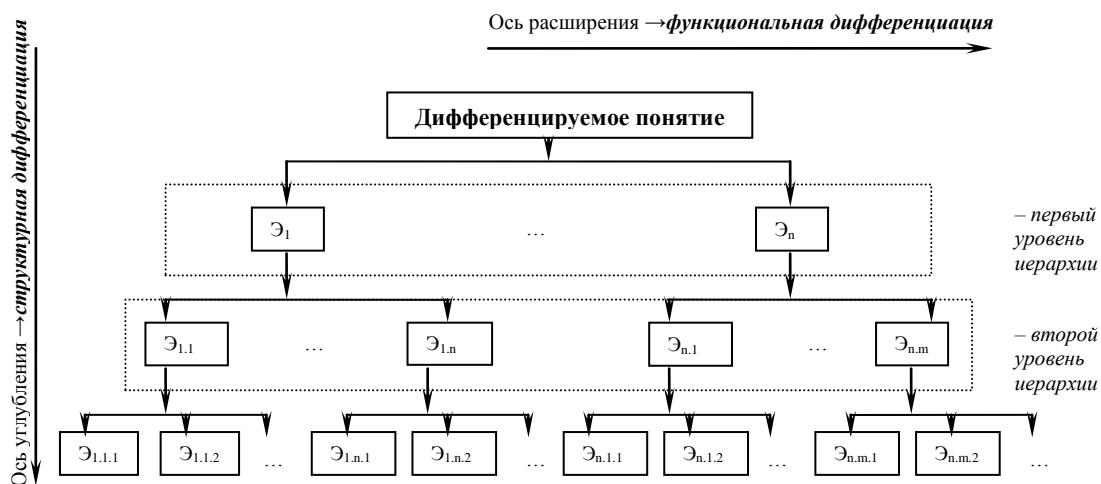 Ось расширения →функциональная дифференциация
Ось углубления →структурная дифференциация
Дифференцируемое понятие
Э1 … Эn
– первый
уровень
иерархии
Э1.1 … Э1.n … Эn.1 … Эn.m
– второй
уровень
иерархии
Э1.1.1 Э1.1.2 … Э1.n.1 Э1.n.2 … Эn.1.1 Эn.1.2 … Эn.m.1 Эn.m.2 …